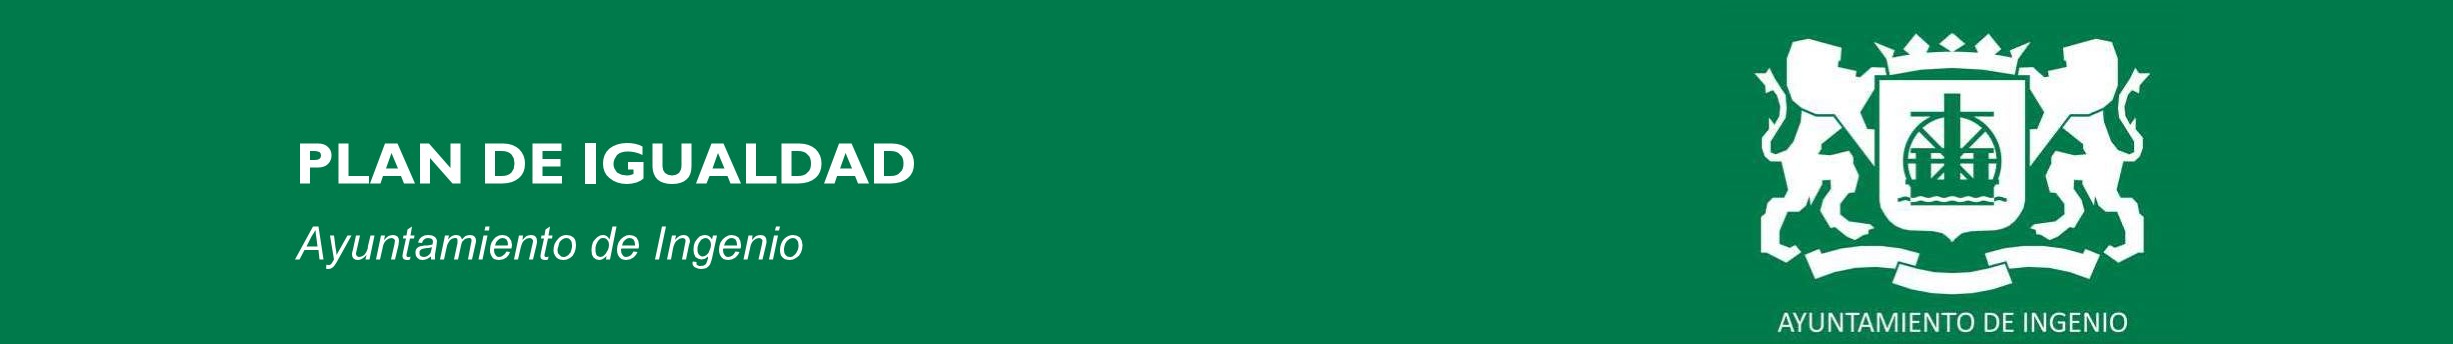 PLAN DE IGUALDAD
Ayuntamiento de Ingenio
AYUNTAMIENTO DE INGENIO